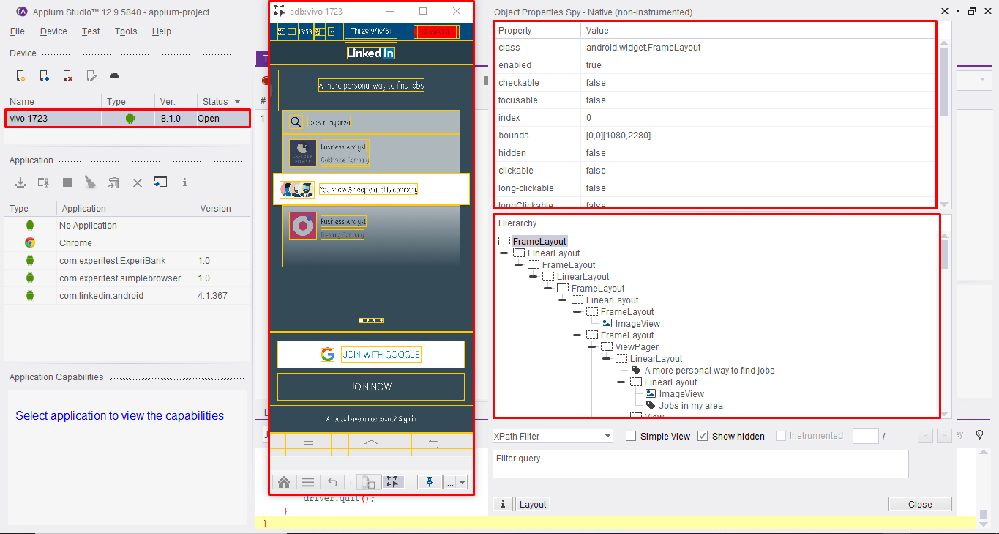 Appium Studio™ 12.9.5840 - appium-project
File Device Test Tools Help
Device
Name Type Ver. Status
vivo 1723 8.1.0 Open
Application
Type Application Version
No Application
Chrome
com.experitest.ExperiBank 1.0
com.experitest.simplebrowser 1.0
com.linkedin.android 4.1.367
Application Capabilities
Select application to view the capabilities
T
#
1
L
J
adb:vivo 1723
13:53 Thu 2019/10/31 DEV MODE
Linked in
A more personal way to find jobs
Jobs in my area
GOLDEN
PHASE
Business Analyst
Goldphase Company
You know 3 people at this company
Business Analyst
Company
JOIN WITH GOOGLE
JOIN NOW
Already have an account? Sign in
...
driver.quit();
}
}
Object Properties Spy - Native (non-instrumented)
Property Value
class android.widget.FrameLayout
enabled true
checkable false
focusable false
index 0
bounds [0,0][1080,2280]
hidden false
clickable false
long-clickable false
longClickable false
Hierarchy
FrameLayout
LinearLayout
FrameLayout
LinearLayout
FrameLayout
LinearLayout
FrameLayout
ImageView
FrameLayout
ViewPager
LinearLayout
A more personal way to find jobs
LinearLayout
ImageView
Jobs in my area
View
XPath Filter Simple View Show hidden Instrumented / - < > ey
Filter query
i Layout Close